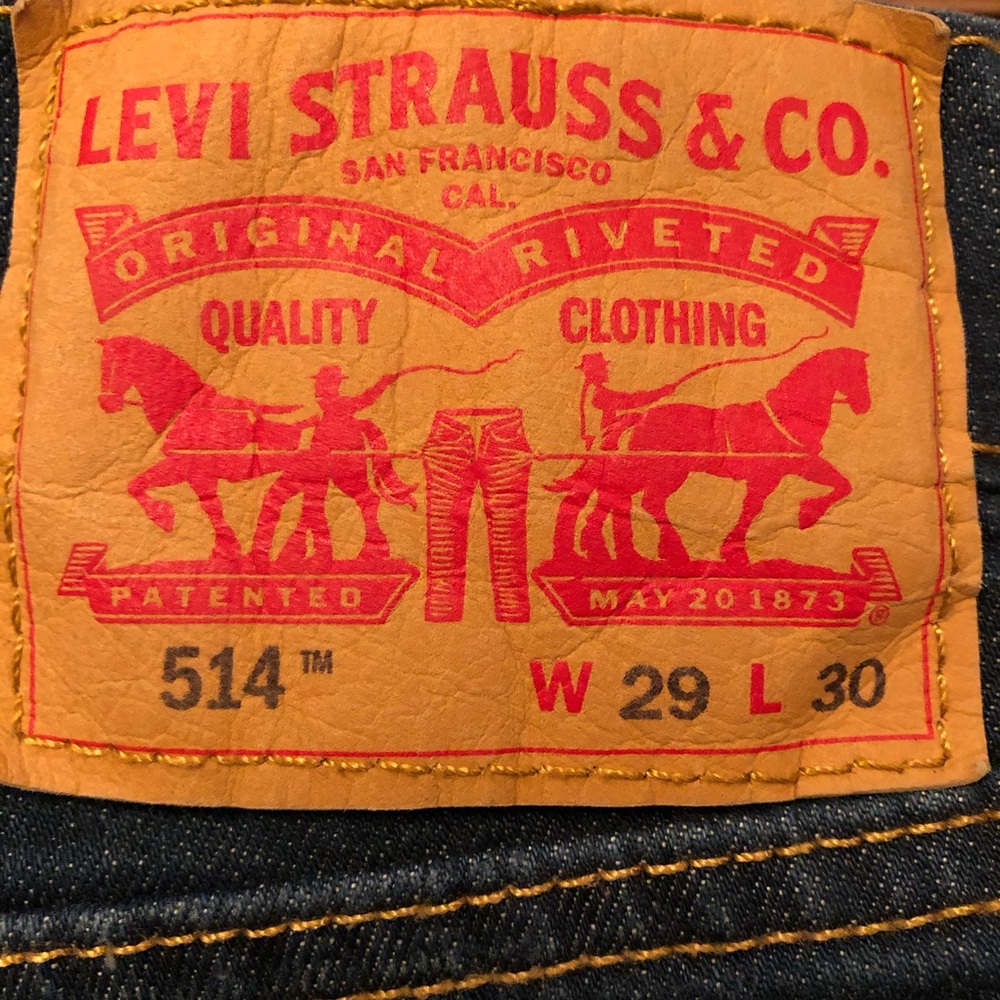 LEVI STRAUSS & CO.
SAN FRANCISCO
CAL.
ORIGINAL RIVETED
QUALITY CLOTHING
PATENTED MAY 20 1873 ®
514™ W 29 L 30